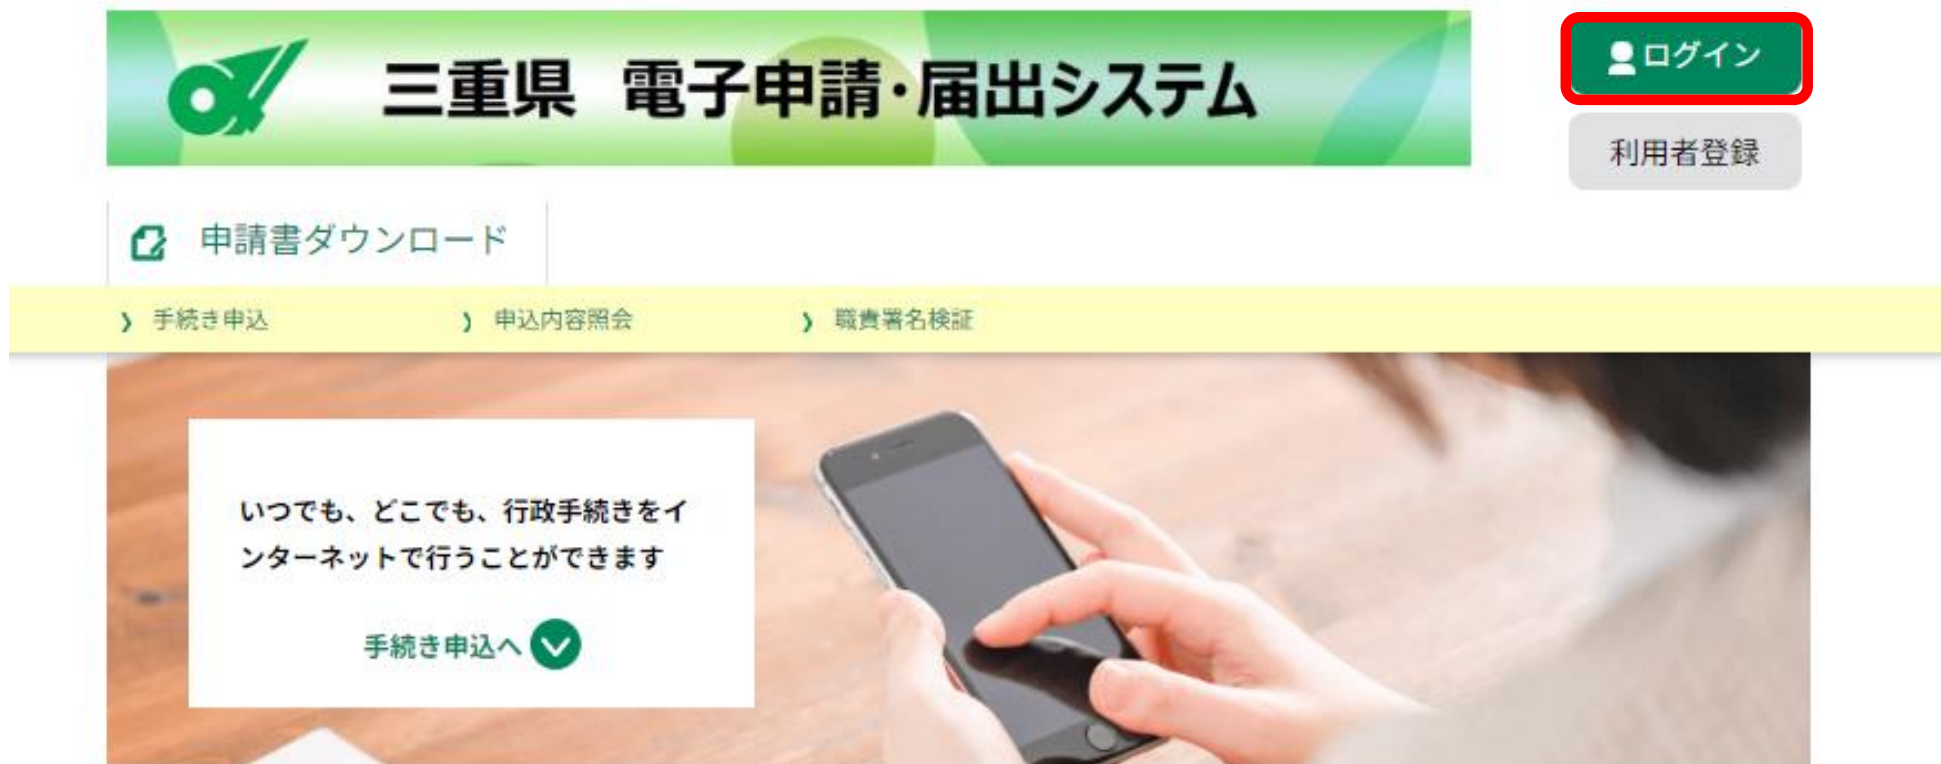 三重県 電子申請・届出システム
ログイン
利用者登録
申請書ダウンロード
手続き申込
申込内容照会
職責署名検証
いつでも、どこでも、行政手続きをイ
ンターネットで行うことができます
手続き申込へ